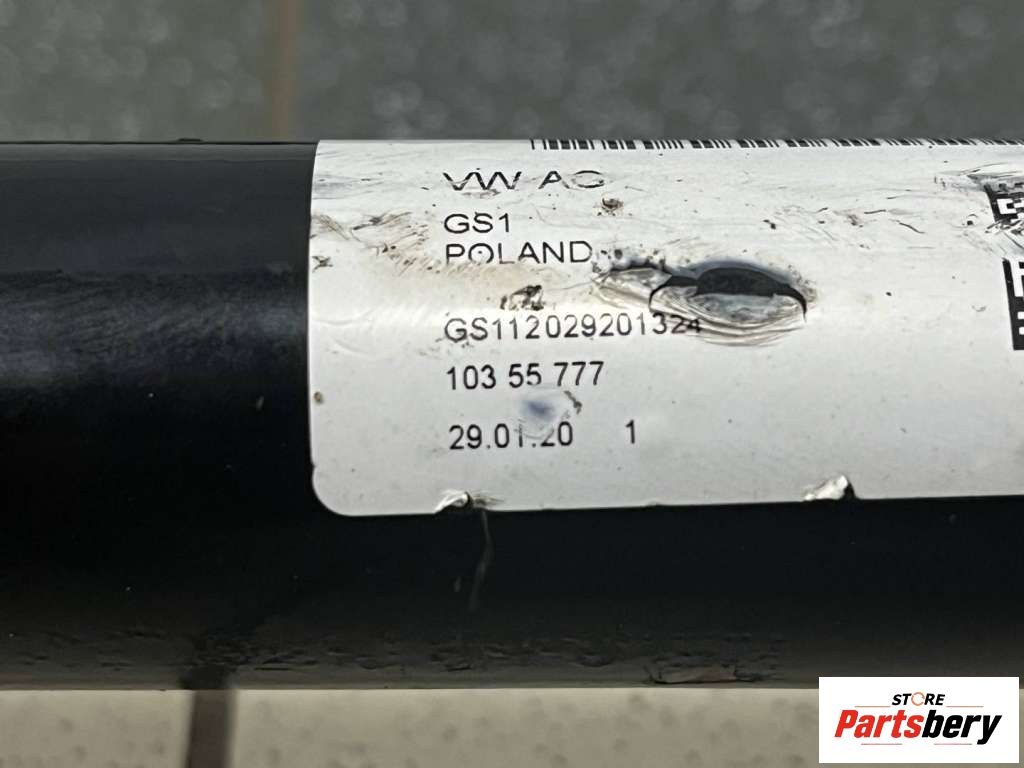 VW AG
GS1
POLAND
GS112029201324
103 55 777
29.01.20 1
STORE
Partsbery